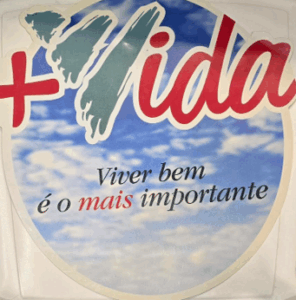 +Vida
Viver bem
é o mais importante